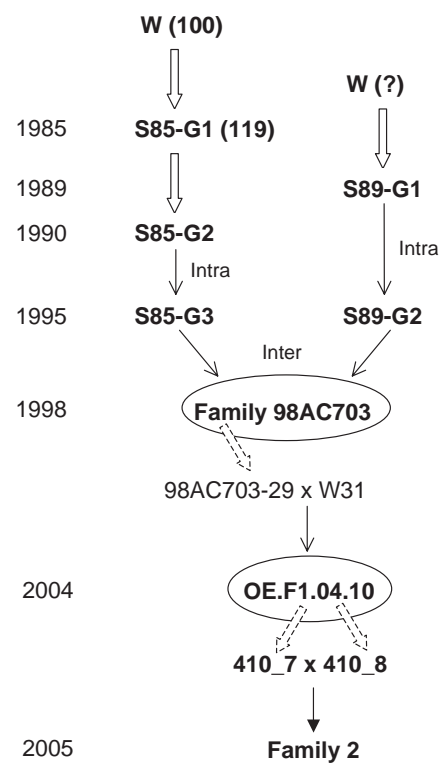 W (100)
W (?)
1985 S85-G1 (119)
1989 S89-G1
1990 S85-G2
Intra Intra
1995 S85-G3 S89-G2
Inter
1998 Family 98AC703
98AC703-29 x W31
2004 OE.F1.04.10
410_7 x 410_8
2005 Family 2